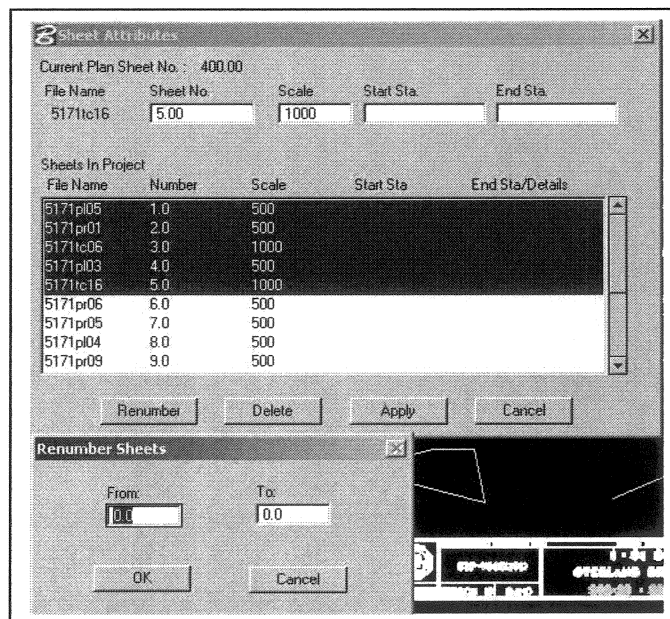 Sheet Attributes
Current Plan Sheet No. : 400.00
File Name Sheet No. Scale Start Sta. End Sta.
5171tc16 5.00 1000
Sheets In Project
File Name Number Scale Start Sta End Sta/Details
5171pl05 1.0 500
5171pr01 2.0 500
5171tc06 3.0 1000
5171pl03 4.0 500
5171tc16 5.0 1000
5171pr06 6.0 500
5171pr05 7.0 500
5171pl04 8.0 500
5171pr09 9.0 500
Renumber Delete Apply Cancel
Renumber Sheets
From: To:
0.0 0.0
OK Cancel